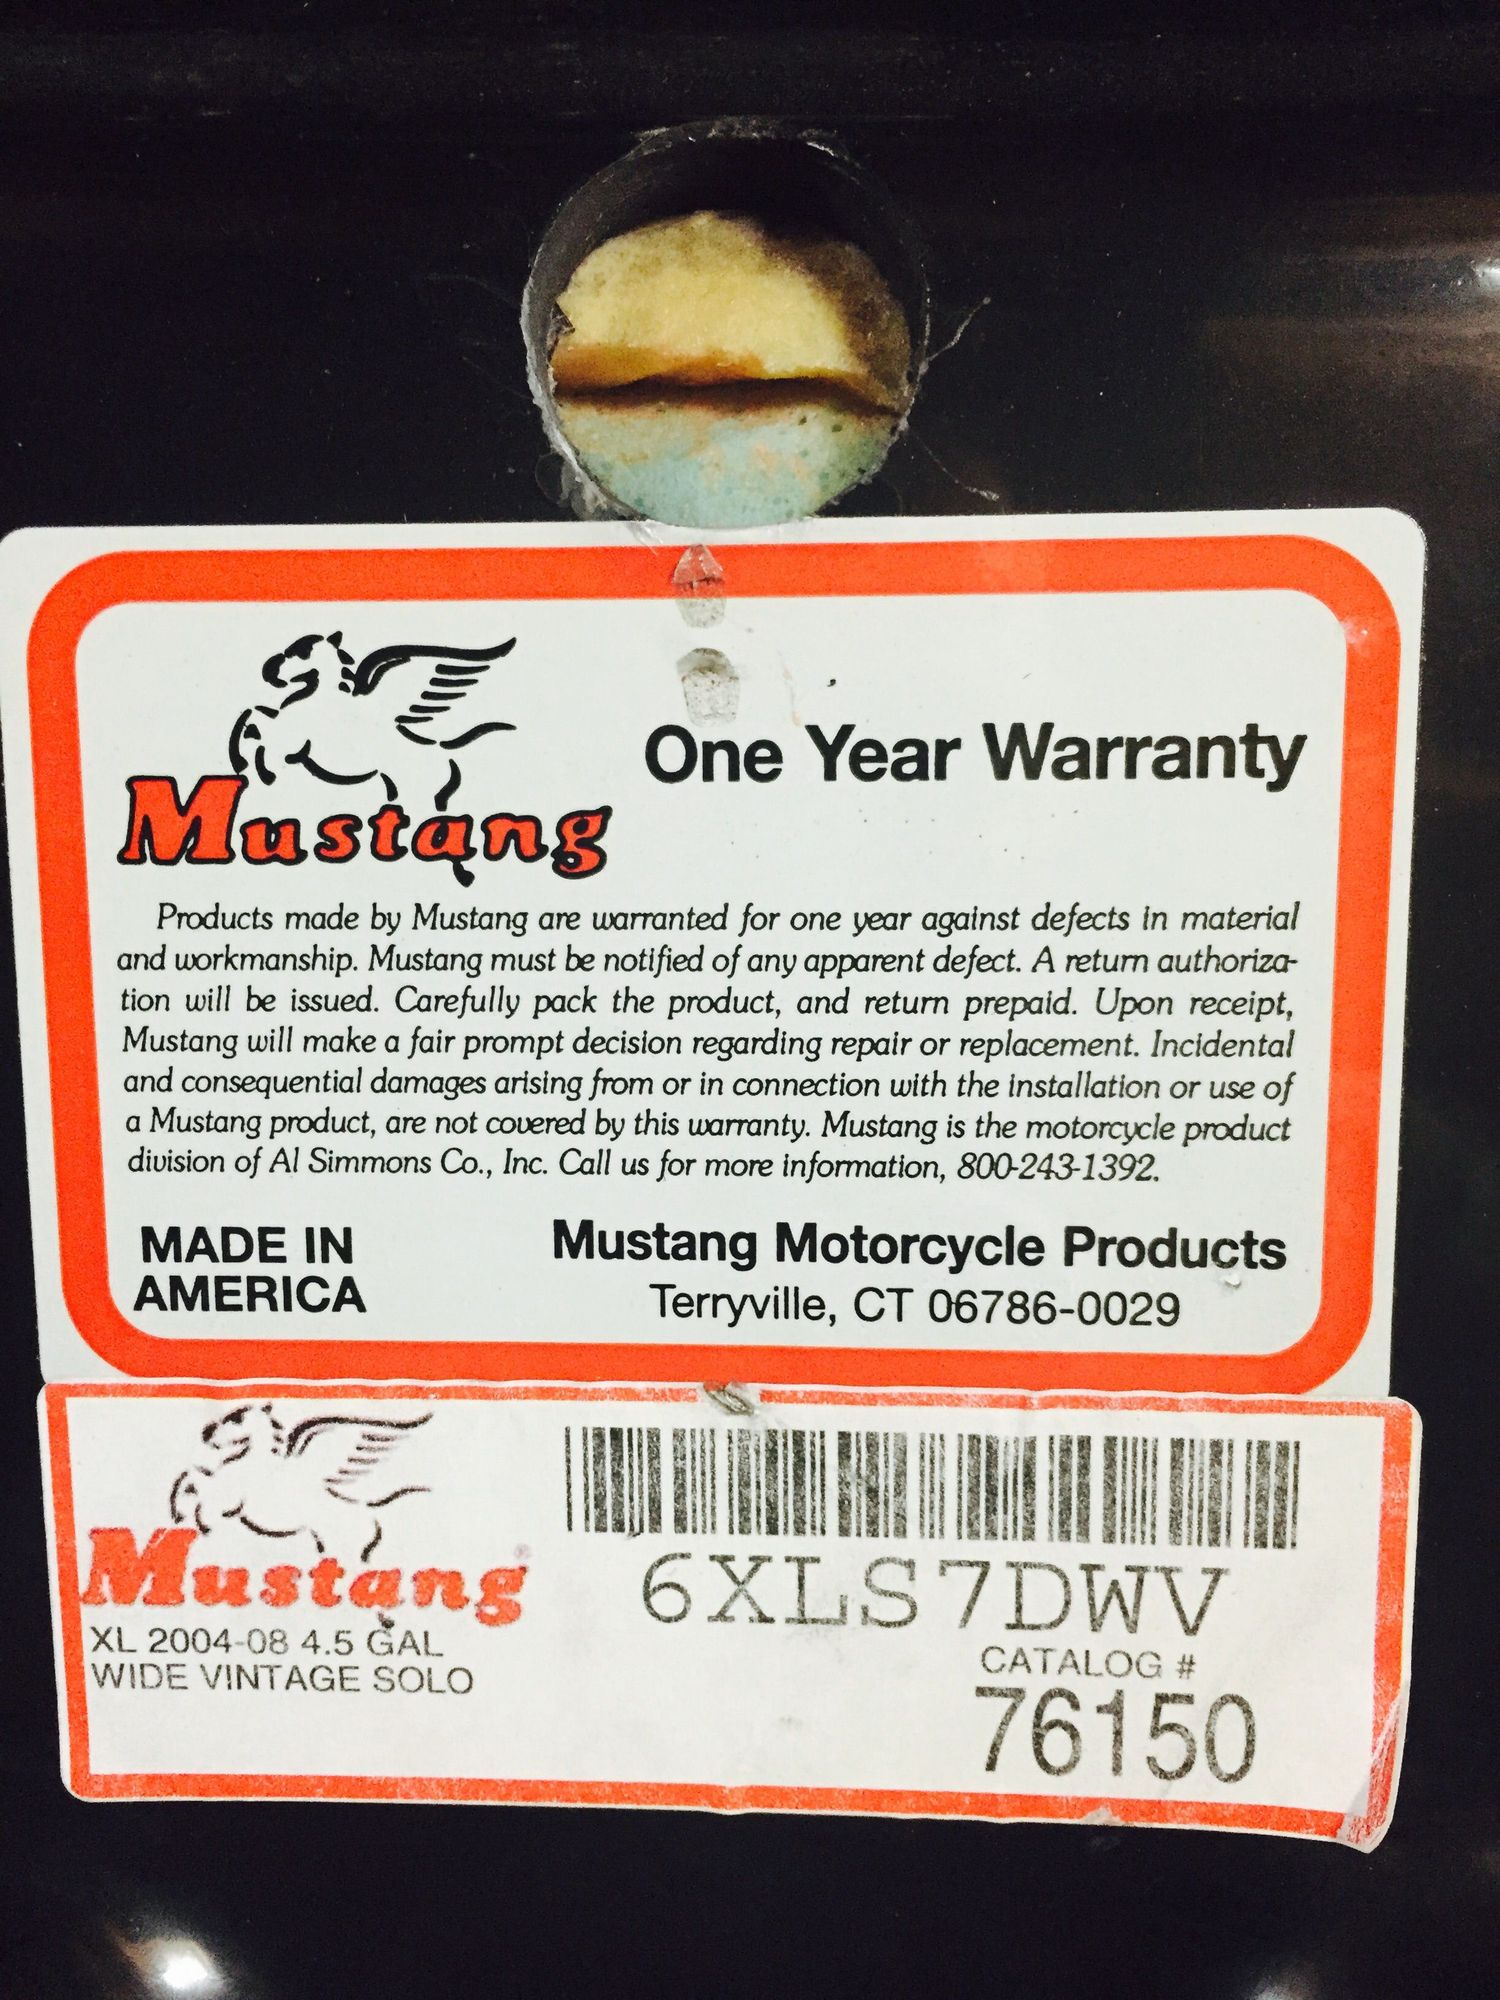 Mustang
One Year Warranty
Products made by Mustang are warranted for one year against defects in material
and workmanship. Mustang must be notified of any apparent defect. A return authoriza-
tion will be issued. Carefully pack the product, and return prepaid. Upon receipt,
Mustang will make a fair prompt decision regarding repair or replacement. Incidental
and consequential damages arising from or in connection with the installation or use of
a Mustang product, are not covered by this warranty. Mustang is the motorcycle product
division of Al Simmons Co., Inc. Call us for more information, 800-243-1392.
MADE IN
AMERICA
Mustang Motorcycle Products
Terryville, CT 06786-0029
Mustang®
XL 2004-08 4.5 GAL
WIDE VINTAGE SOLO
6XLS7DWV
CATALOG #
76150